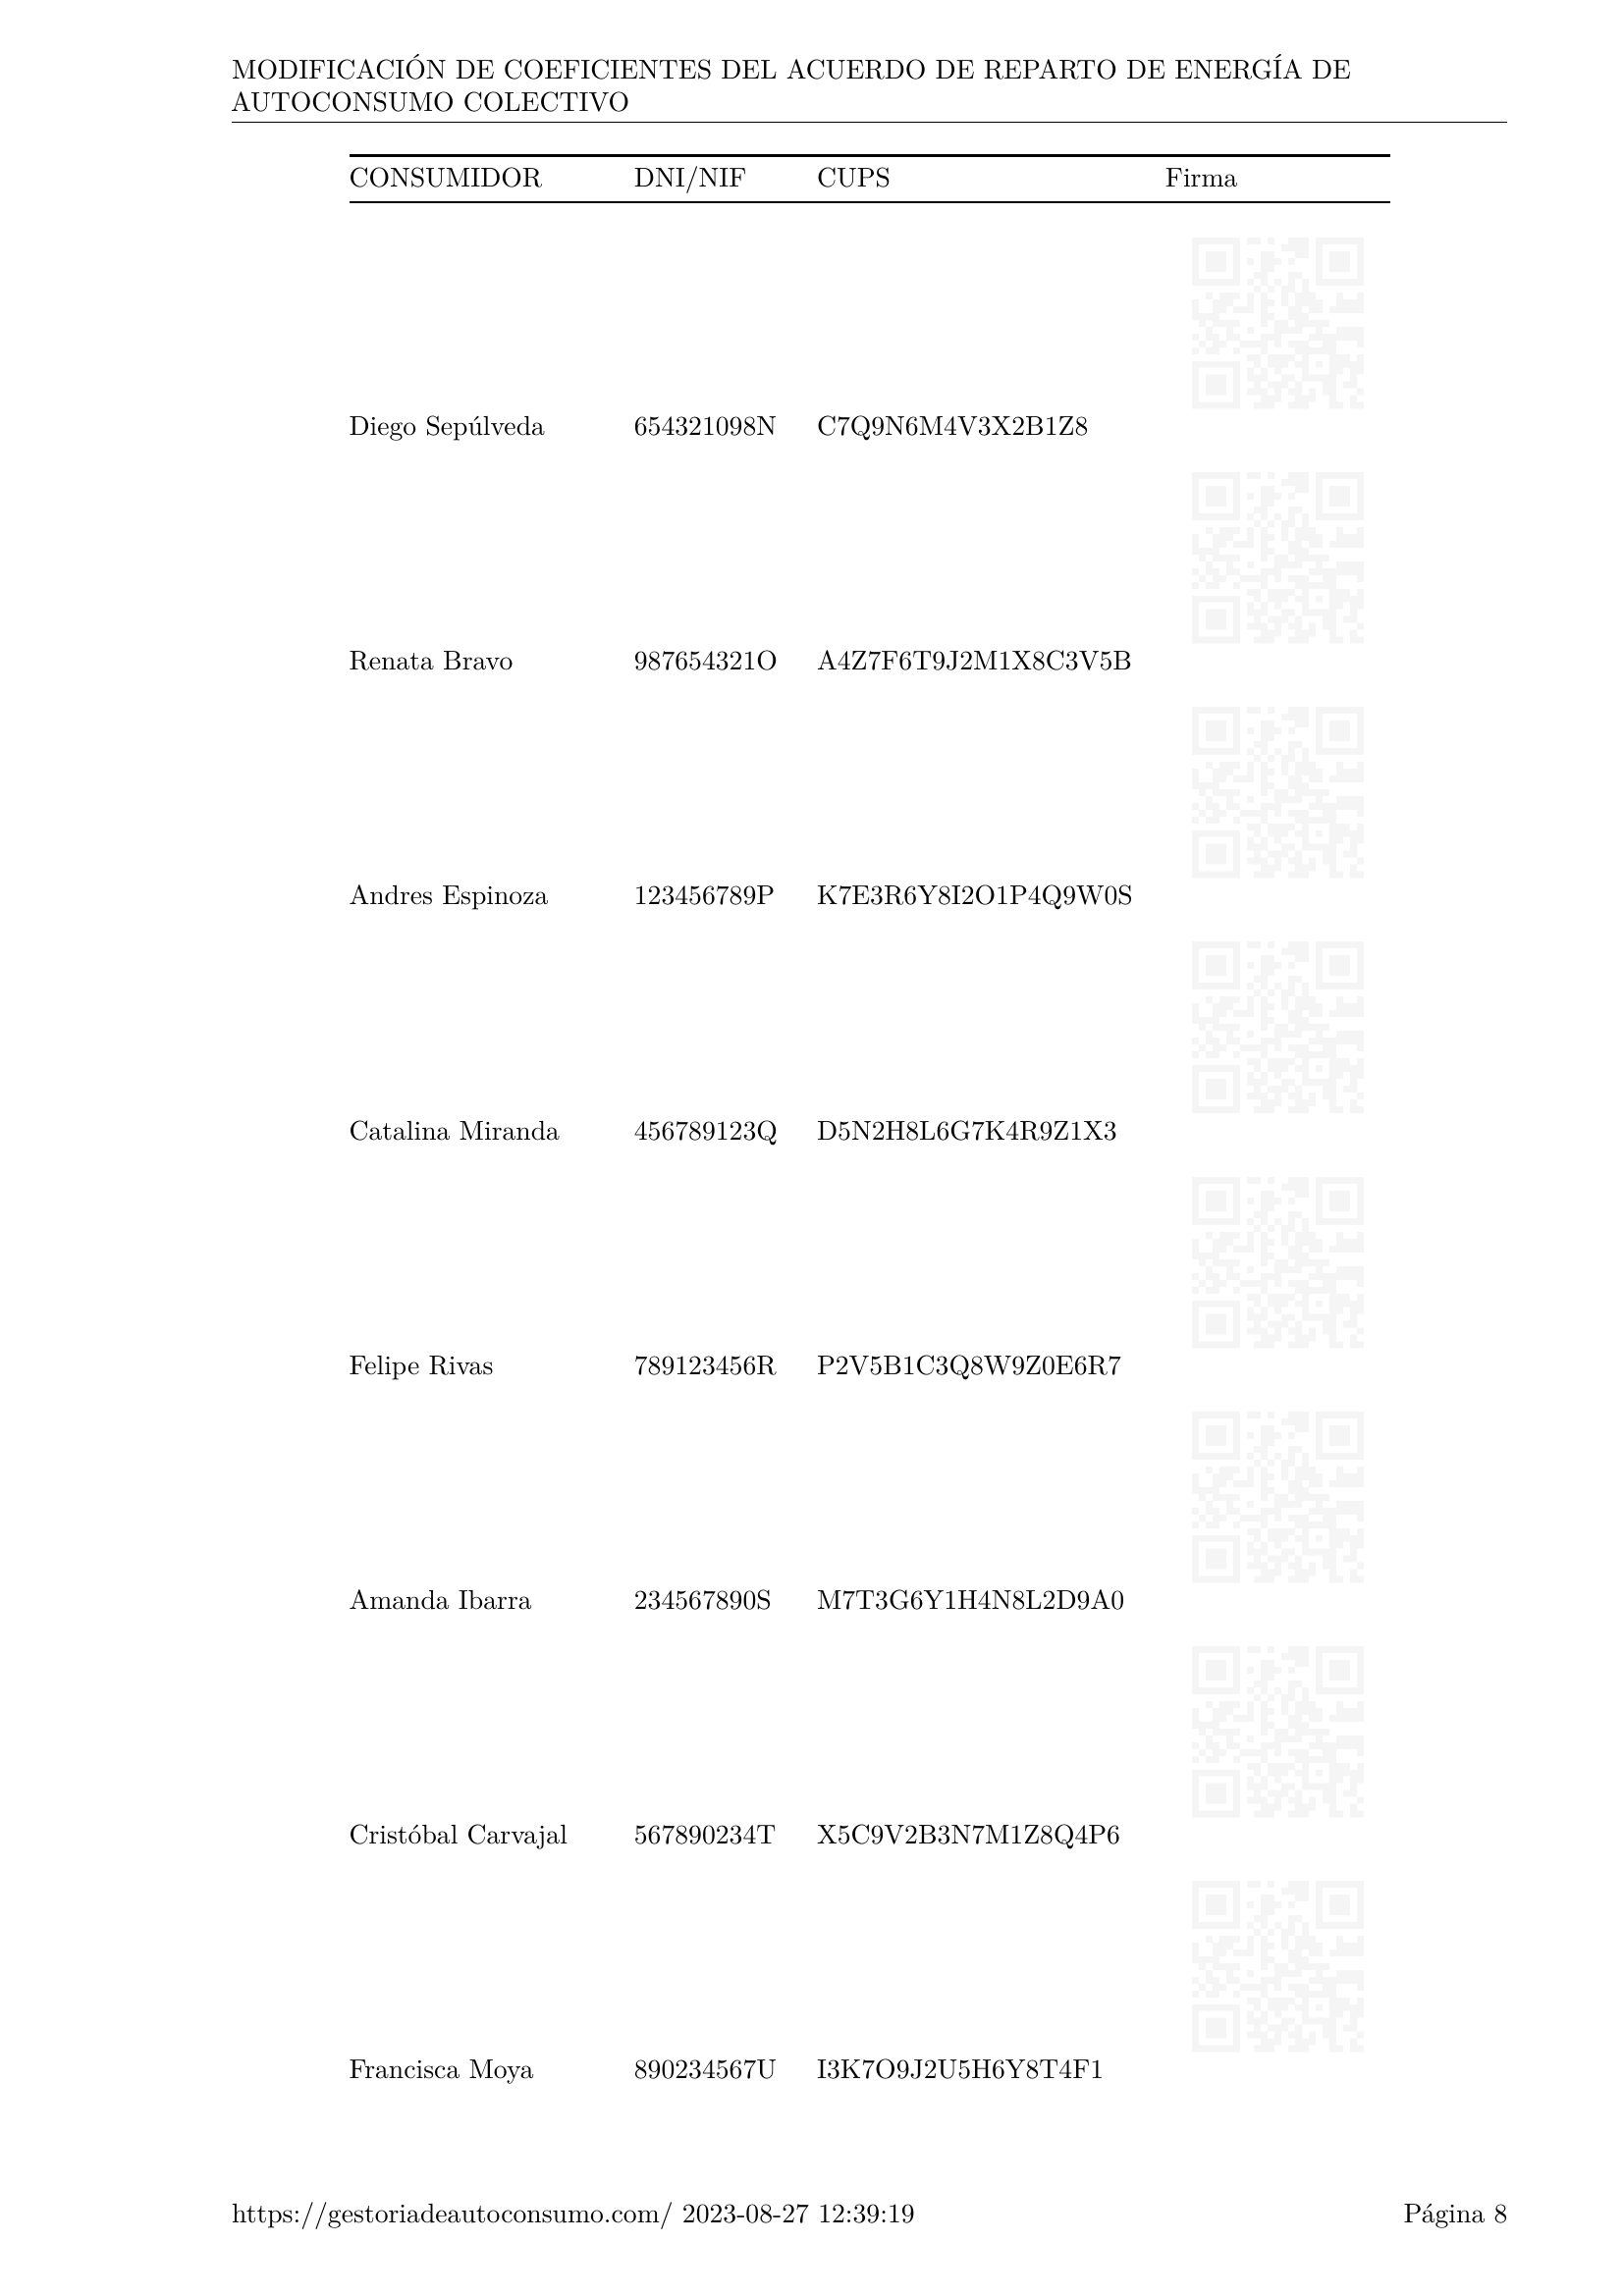 MODIFICACIÓN DE COEFICIENTES DEL ACUERDO DE REPARTO DE ENERGÍA DE
AUTOCONSUMO COLECTIVO
CONSUMIDOR DNI/NIF CUPS Firma
Diego Sepúlveda 654321098N C7Q9N6M4V3X2B1Z8
Renata Bravo 987654321O A4Z7F6T9J2M1X8C3V5B
Andres Espinoza 123456789P K7E3R6Y8I2O1P4Q9W0S
Catalina Miranda 456789123Q D5N2H8L6G7K4R9Z1X3
Felipe Rivas 789123456R P2V5B1C3Q8W9Z0E6R7
Amanda Ibarra 234567890S M7T3G6Y1H4N8L2D9A0
Cristóbal Carvajal 567890234T X5C9V2B3N7M1Z8Q4P6
Francisca Moya 890234567U I3K7O9J2U5H6Y8T4F1
https://gestoriadeautoconsumo.com/ 2023-08-27 12:39:19 Página 8